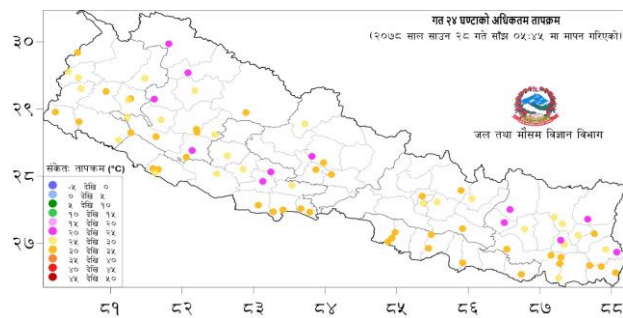 गत २४ घण्टाको अधिकतम तापक्रम
(२०७८ साल साउन २८ गते साँझ ०५:४५ मा मापन गरिएको)
३०
२९
२८
२७
जल तथा मौसम विज्ञान विभाग
संकेतः तापक्रम (°C)
-५ देखि ०
० देखि ५
५ देखि १०
१० देखि १५
१५ देखि २०
२० देखि २५
२५ देखि ३०
३० देखि ३५
३५ देखि ४०
४० देखि ४५
४५ देखि ५०
८१ ८२ ८३ ८४ ८५ ८६ ८७ ८८